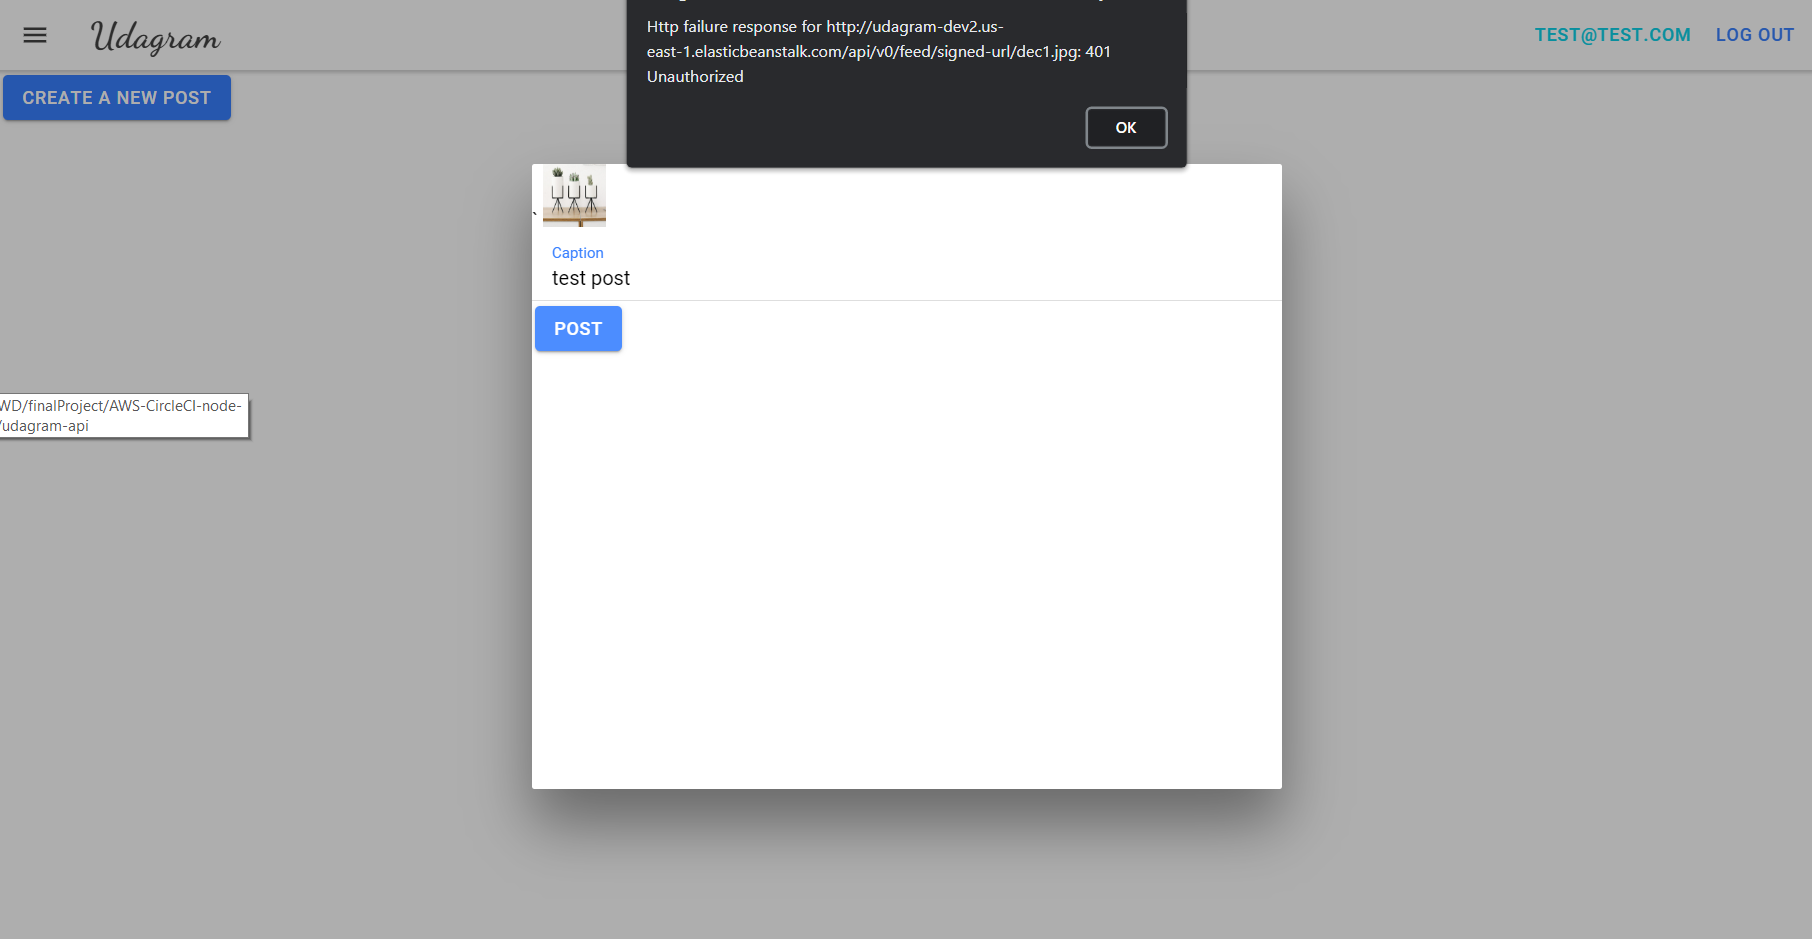 Udagram
TEST@TEST.COM LOG OUT
CREATE A NEW POST
Http failure response for http://udagram-dev2.us-
east-1.elasticbeanstalk.com/api/v0/feed/signed-url/dec1.jpg: 401
Unauthorized
OK
`
Caption
test post
POST
WD/finalProject/AWS-CircleCI-node-
/udagram-api